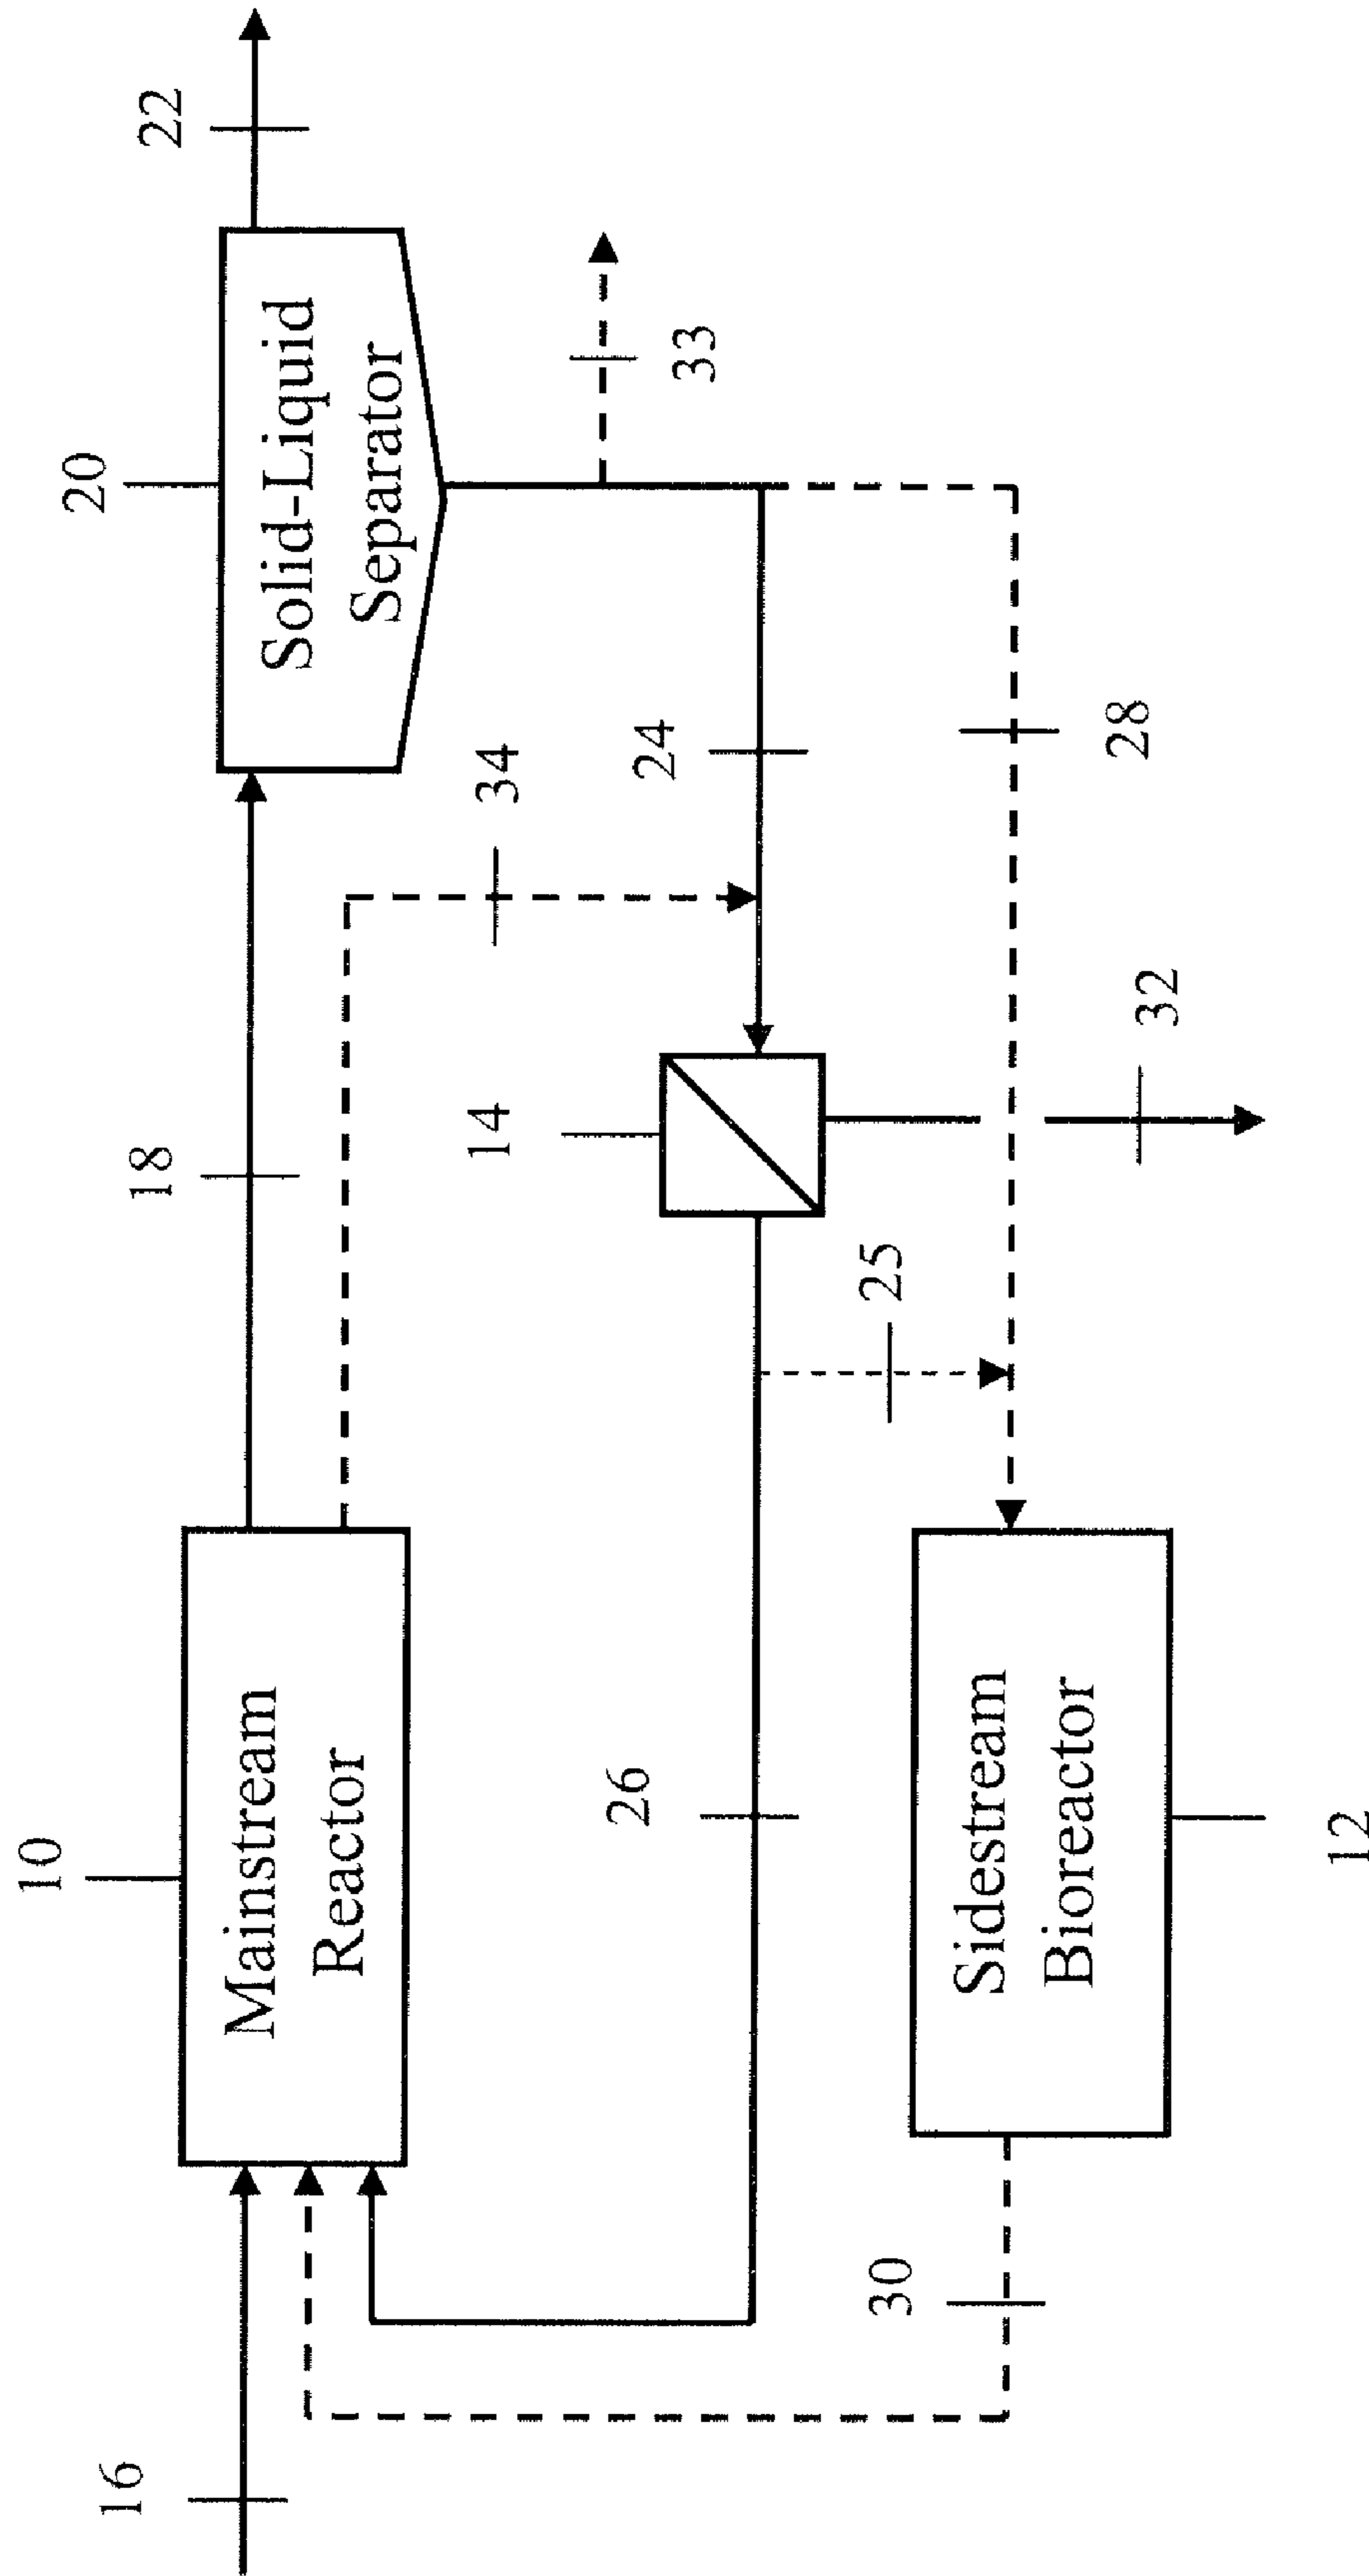 22
20
Solid-Liquid
Separator
33
18
34
24
28
14
32
25
10
Mainstream
Reactor
26
Sidestream
Bioreactor
12
16
30